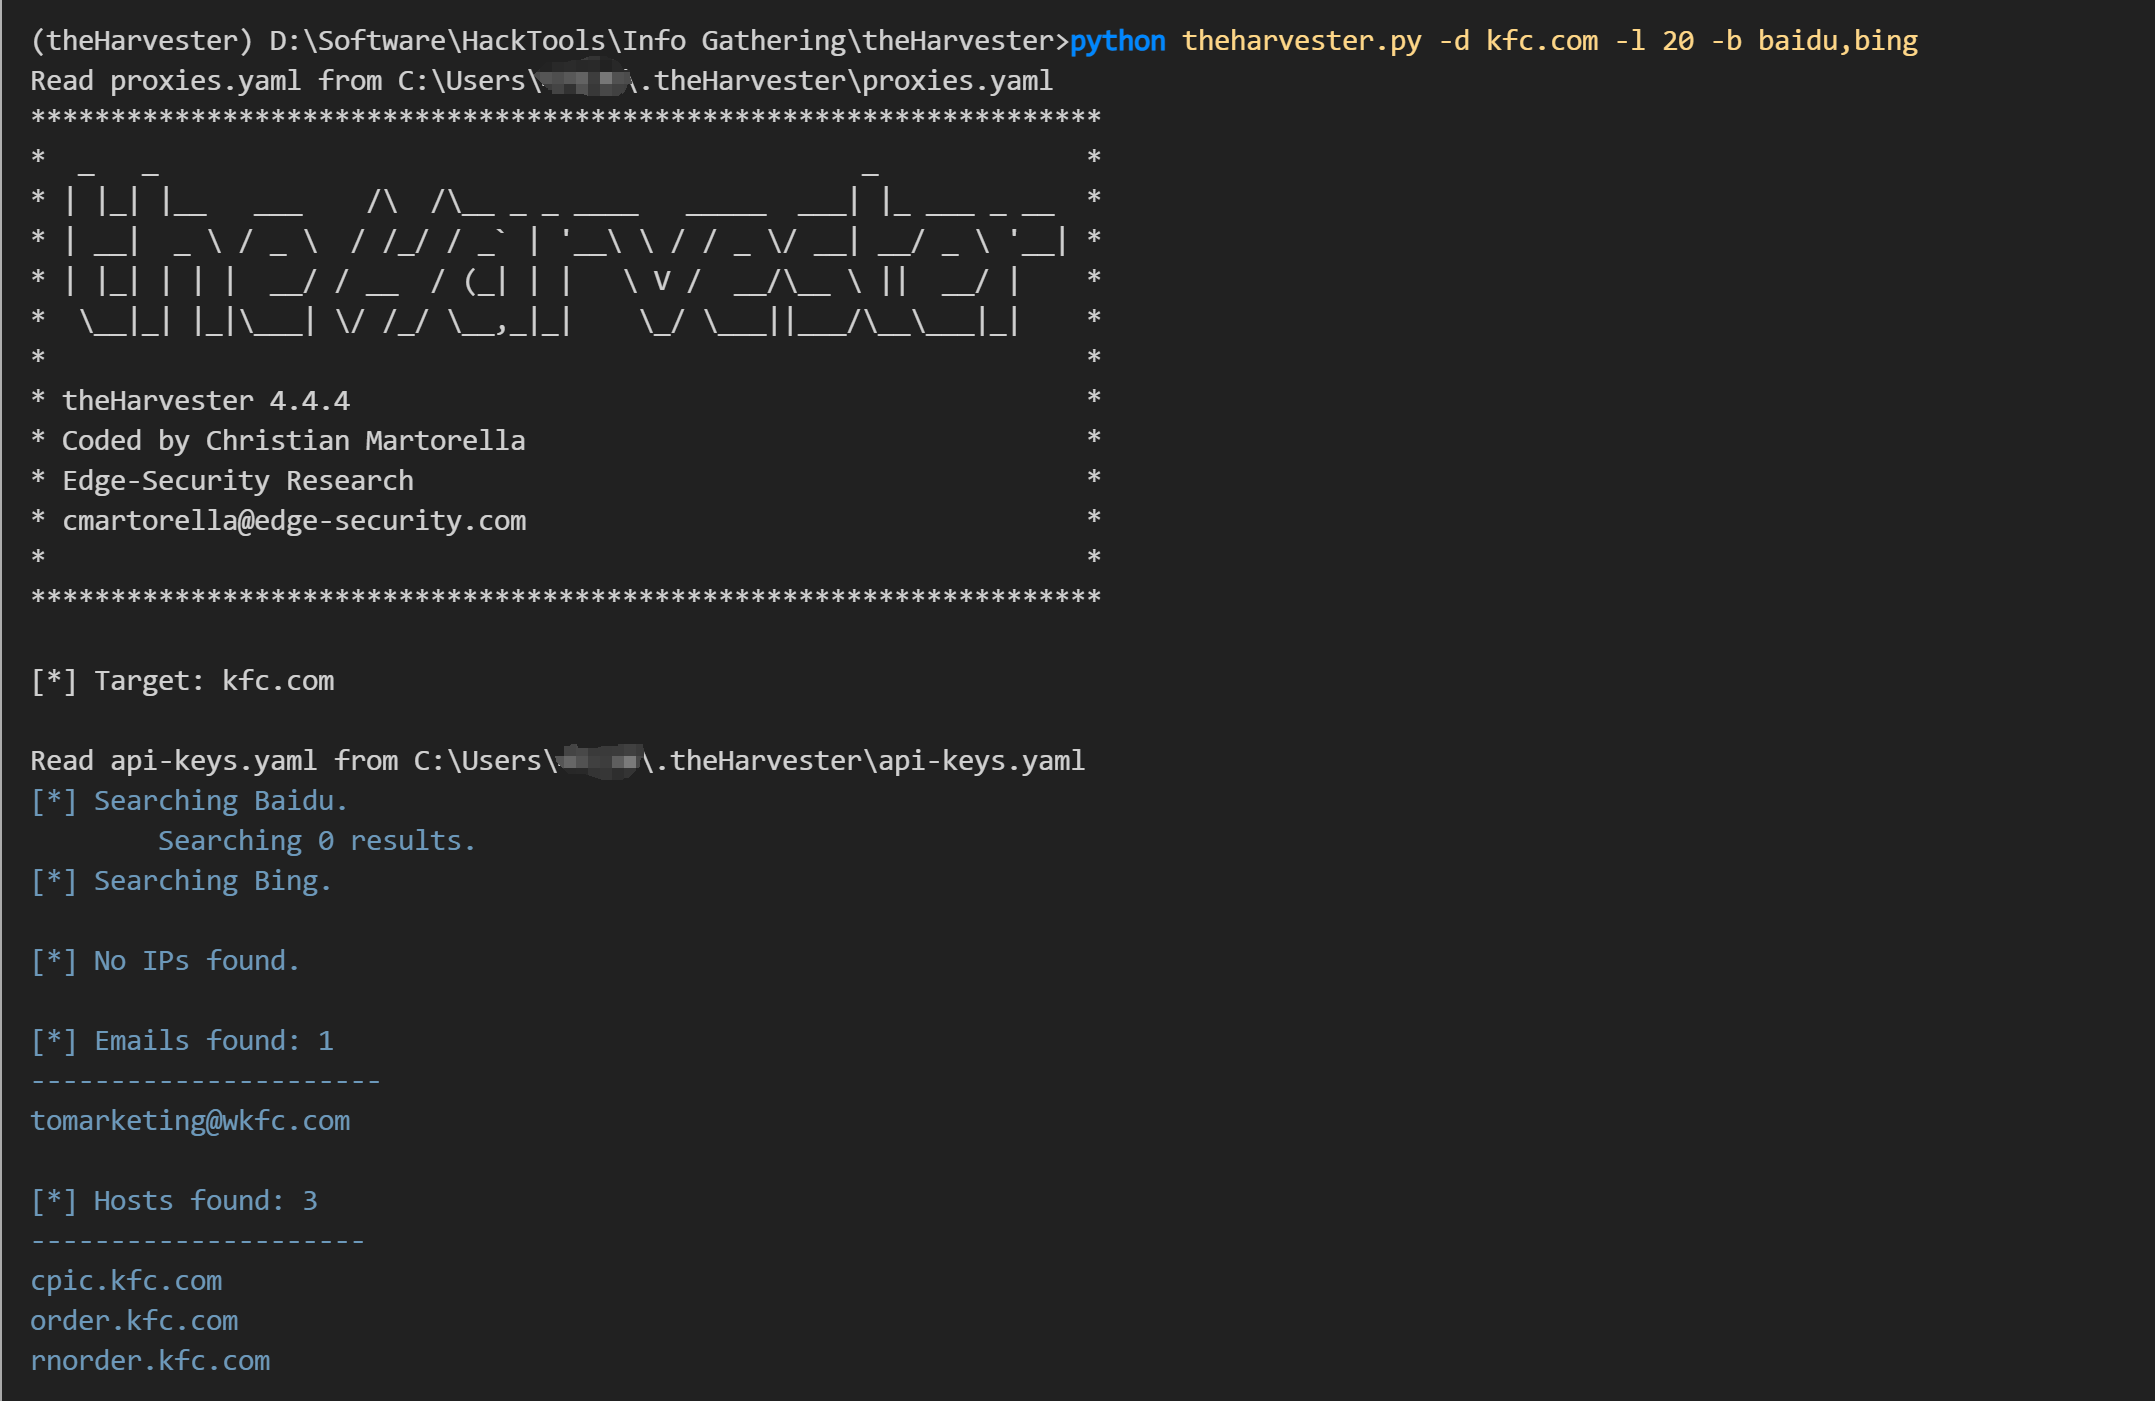 (theHarvester) D:\Software\HackTools\Info Gathering\theHarvester>python theharvester.py -d kfc.com -l 20 -b baidu,bing
Read proxies.yaml from C:\Users\ \.theHarvester\proxies.yaml
*******************************************************************
*  _   _                                            _             *
* | |_| |__   ___    /\  /\__ _ _ ____   _____  ___| |_ ___ _ __  *
* | __|  _ \ / _ \  / /_/ / _` | '__\ \ / / _ \/ __| __/ _ \ '__| *
* | |_| | | |  __/ / __  / (_| | |   \ V /  __/\__ \ ||  __/ |    *
*  \__|_| |_|\___| \/ /_/ \__,_|_|    \_/ \___||___/\__\___|_|    *
*                                                                 *
* theHarvester 4.4.4                                              *
* Coded by Christian Martorella                                   *
* Edge-Security Research                                          *
* cmartorella@edge-security.com                                   *
*                                                                 *
*******************************************************************
[*] Target: kfc.com
Read api-keys.yaml from C:\Users\ \.theHarvester\api-keys.yaml
[*] Searching Baidu.
        Searching 0 results.
[*] Searching Bing.
[*] No IPs found.
[*] Emails found: 1
----------------------
tomarketing@wkfc.com
[*] Hosts found: 3
---------------------
cpic.kfc.com
order.kfc.com
rnorder.kfc.com